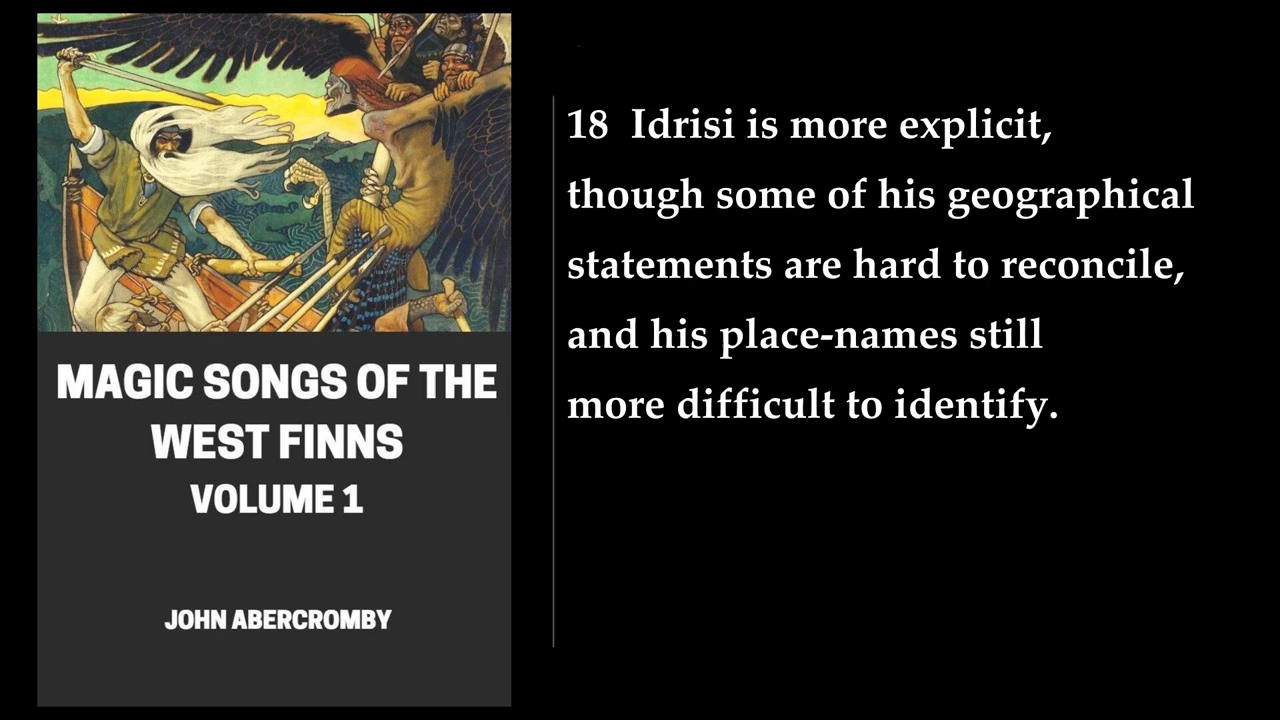 MAGIC SONGS OF THE
WEST FINNS
VOLUME 1
JOHN ABERCROMBY
18 Idrisi is more explicit,
though some of his geographical
statements are hard to reconcile,
and his place-names still
more difficult to identify.